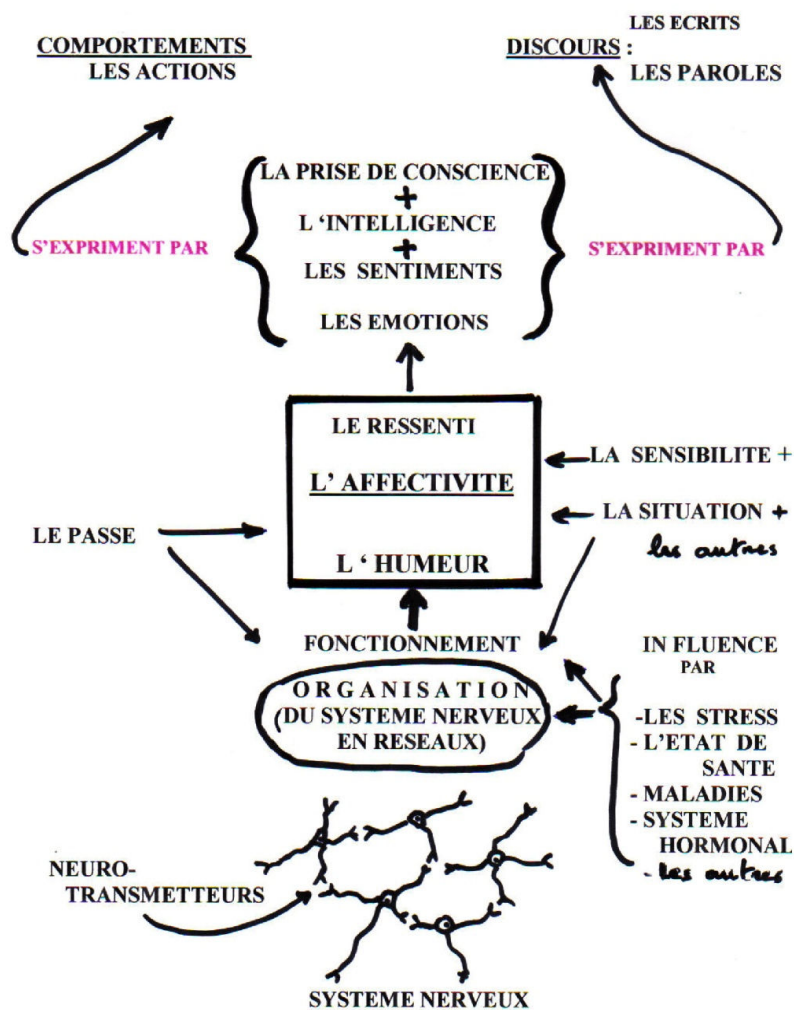 COMPORTEMENTS
LES ACTIONS
LES ECRITS
DISCOURS :
LES PAROLES
LA PRISE DE CONSCIENCE
+
L 'INTELLIGENCE
+
LES SENTIMENTS
LES EMOTIONS
S'EXPRIMENT PAR
S'EXPRIMENT PAR
LE RESSENTI
L' AFFECTIVITE
L ' HUMEUR
LA SENSIBILITE +
LA SITUATION +
les autres
LE PASSE
FONCTIONNEMENT
ORGANISATION
(DU SYSTEME NERVEUX
EN RESEAUX)
IN FLUENCE
PAR
-LES STRESS
- L'ETAT DE
SANTE
- MALADIES
- SYSTEME
HORMONAL
- Les autres
NEURO-
TRANSMETTEURS
SYSTEME NERVEUX